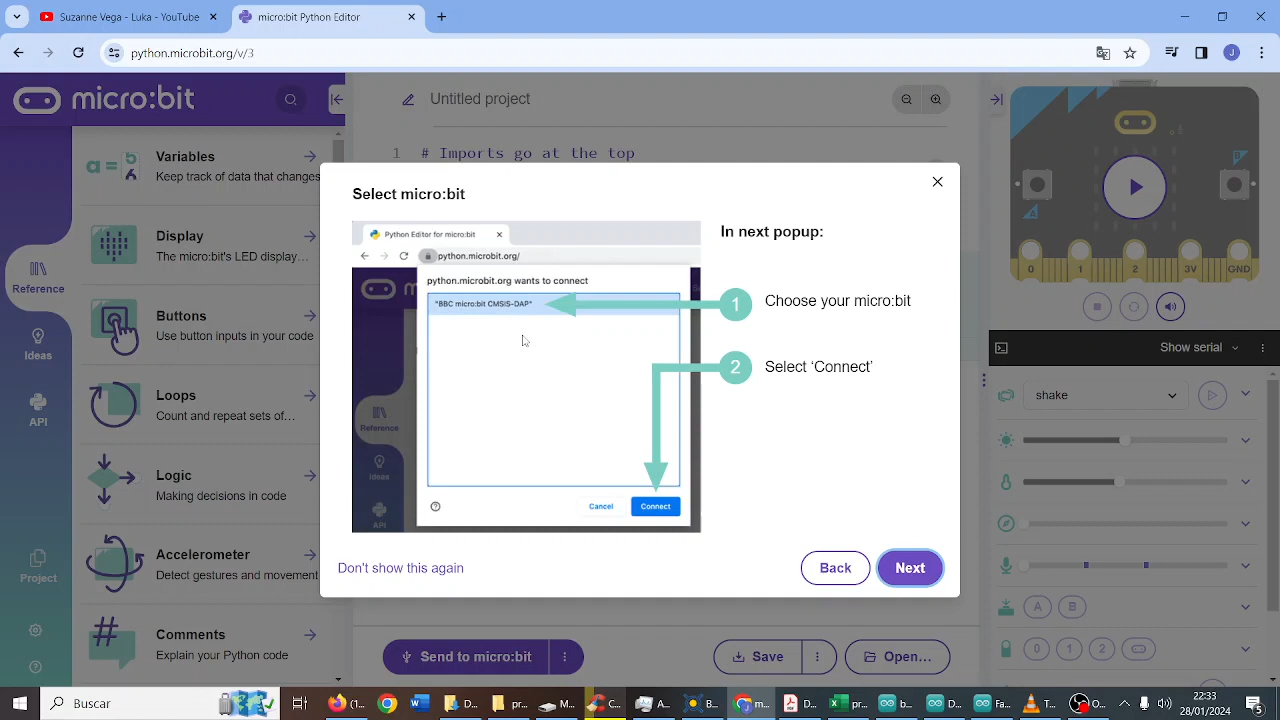 Suzanne Vega - Luka - YouTube
micro:bit Python Editor
python.microbit.org/v/3
J
micro:bit
Untitled project
1 # Imports go at the top
Reference
Ideas
API
Project
Variables
Keep track of data that changes
Display
The micro:bit's LED display...
Buttons
Use button inputs in your code
Loops
Count and repeat sets of...
Logic
Making decisions in code
Accelerometer
Detect gestures and movement
Comments
Explain your Python code
Select micro:bit
Python Editor for micro:bit
python.microbit.org/
python.microbit.org wants to connect
"BBC micro:bit CMSIS-DAP"
Reference
Ideas
API
Cancel
Connect
In next popup:
1 Choose your micro:bit
2 Select ‘Connect’
Don't show this again
Back
Next
Send to micro:bit
Save
Open...
A
B
0 1 2 3V GND
Show serial
shake
A B
0 1 2
Buscar
22:33
28/01/2024